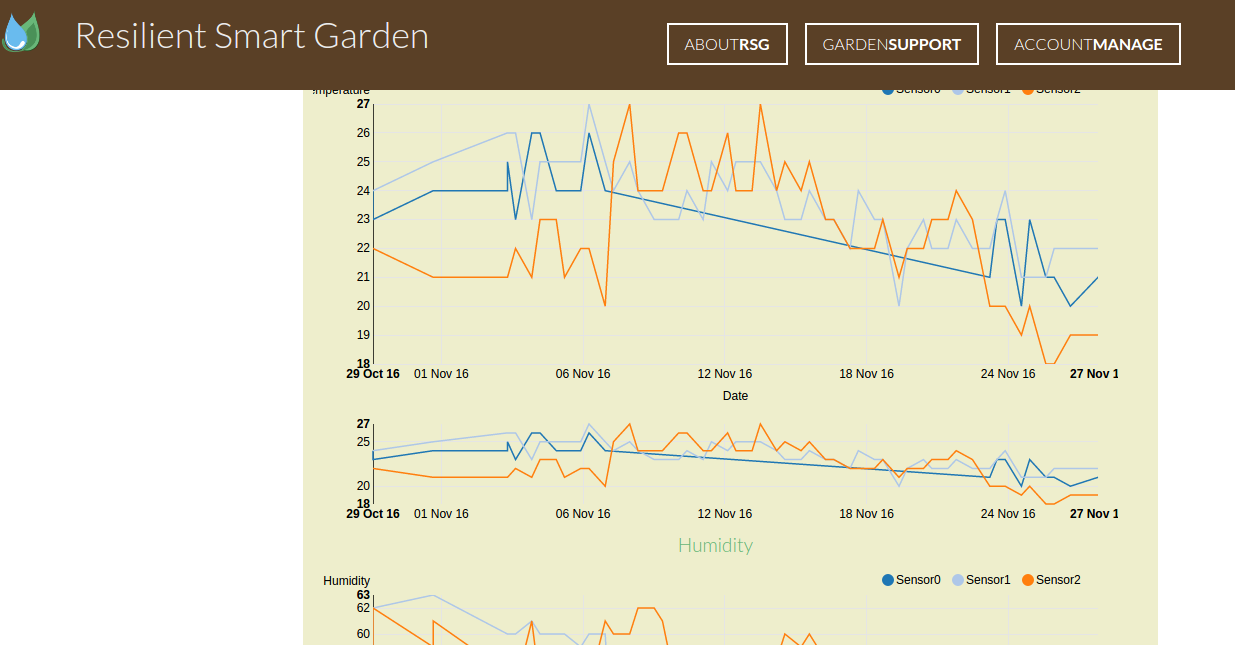 Resilient Smart Garden
ABOUTRSG
GARDENSUPPORT
ACCOUNTMANAGE
Sensor0 Sensor1 Sensor2
27
26
25
24
23
22
21
20
19
18
29 Oct 16 01 Nov 16 06 Nov 16 12 Nov 16 18 Nov 16 24 Nov 16 27 Nov 1
Date
27
25
20
18
29 Oct 16 01 Nov 16 06 Nov 16 12 Nov 16 18 Nov 16 24 Nov 16 27 Nov 1
Humidity
Humidity Sensor0 Sensor1 Sensor2
63
62
60